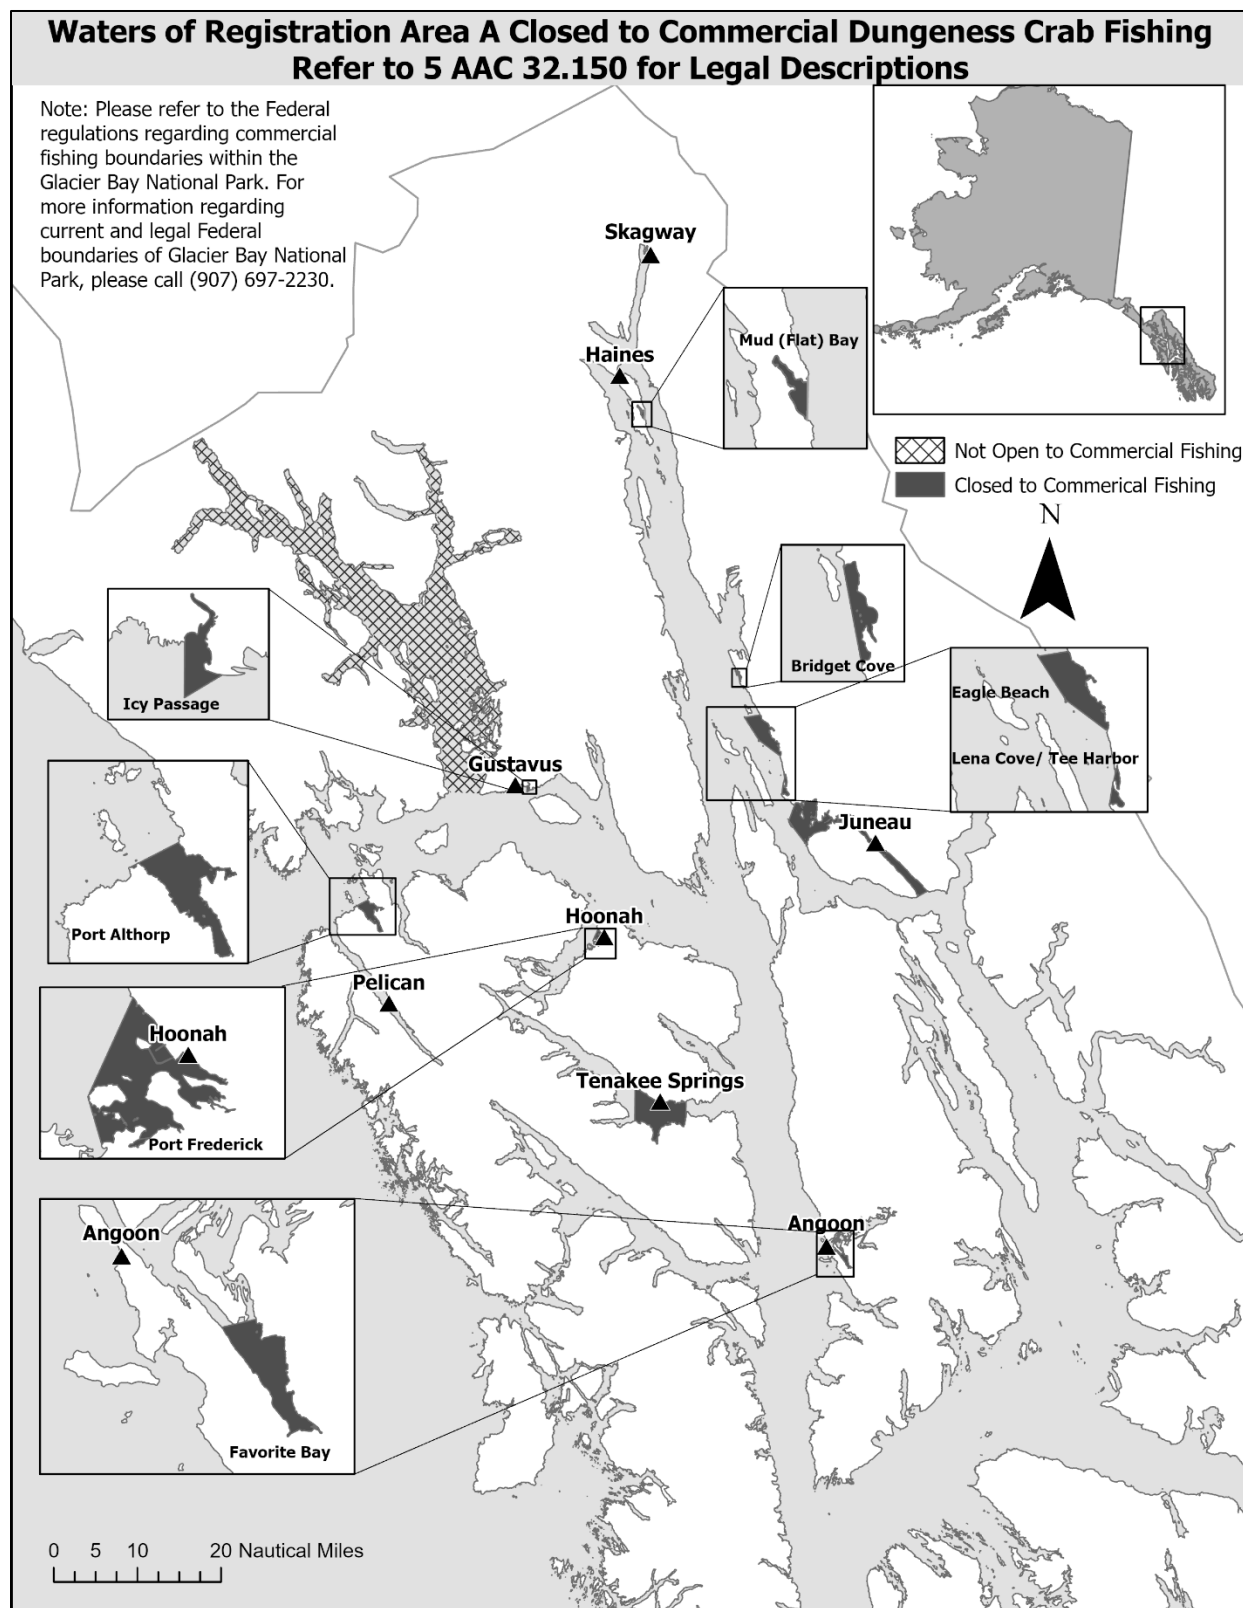 Waters of Registration Area A Closed to Commercial Dungeness Crab Fishing
Refer to 5 AAC 32.150 for Legal Descriptions
Note: Please refer to the Federal
regulations regarding commercial
fishing boundaries within the
Glacier Bay National Park. For
more information regarding
current and legal Federal
boundaries of Glacier Bay National
Park, please call (907) 697-2230.
Skagway
Mud (Flat) Bay
Haines
Not Open to Commercial Fishing
Closed to Commerical Fishing
N
Bridget Cove
Icy Passage
Eagle Beach
Lena Cove/ Tee Harbor
Gustavus
Juneau
Port Althorp
Hoonah
Pelican
Hoonah
Port Frederick
Tenakee Springs
Angoon
Angoon
Favorite Bay
0 5 10 20 Nautical Miles